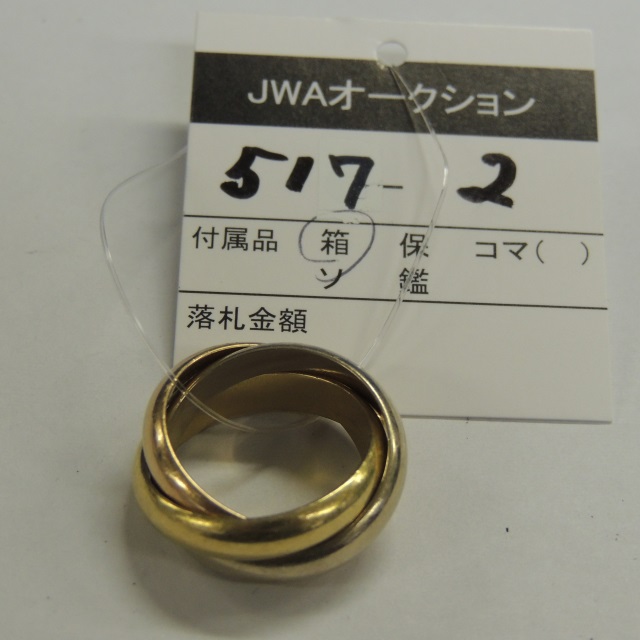 JWAオークション
517-2
付属品 箱 保 コマ( )
ソ 鑑
落札金額